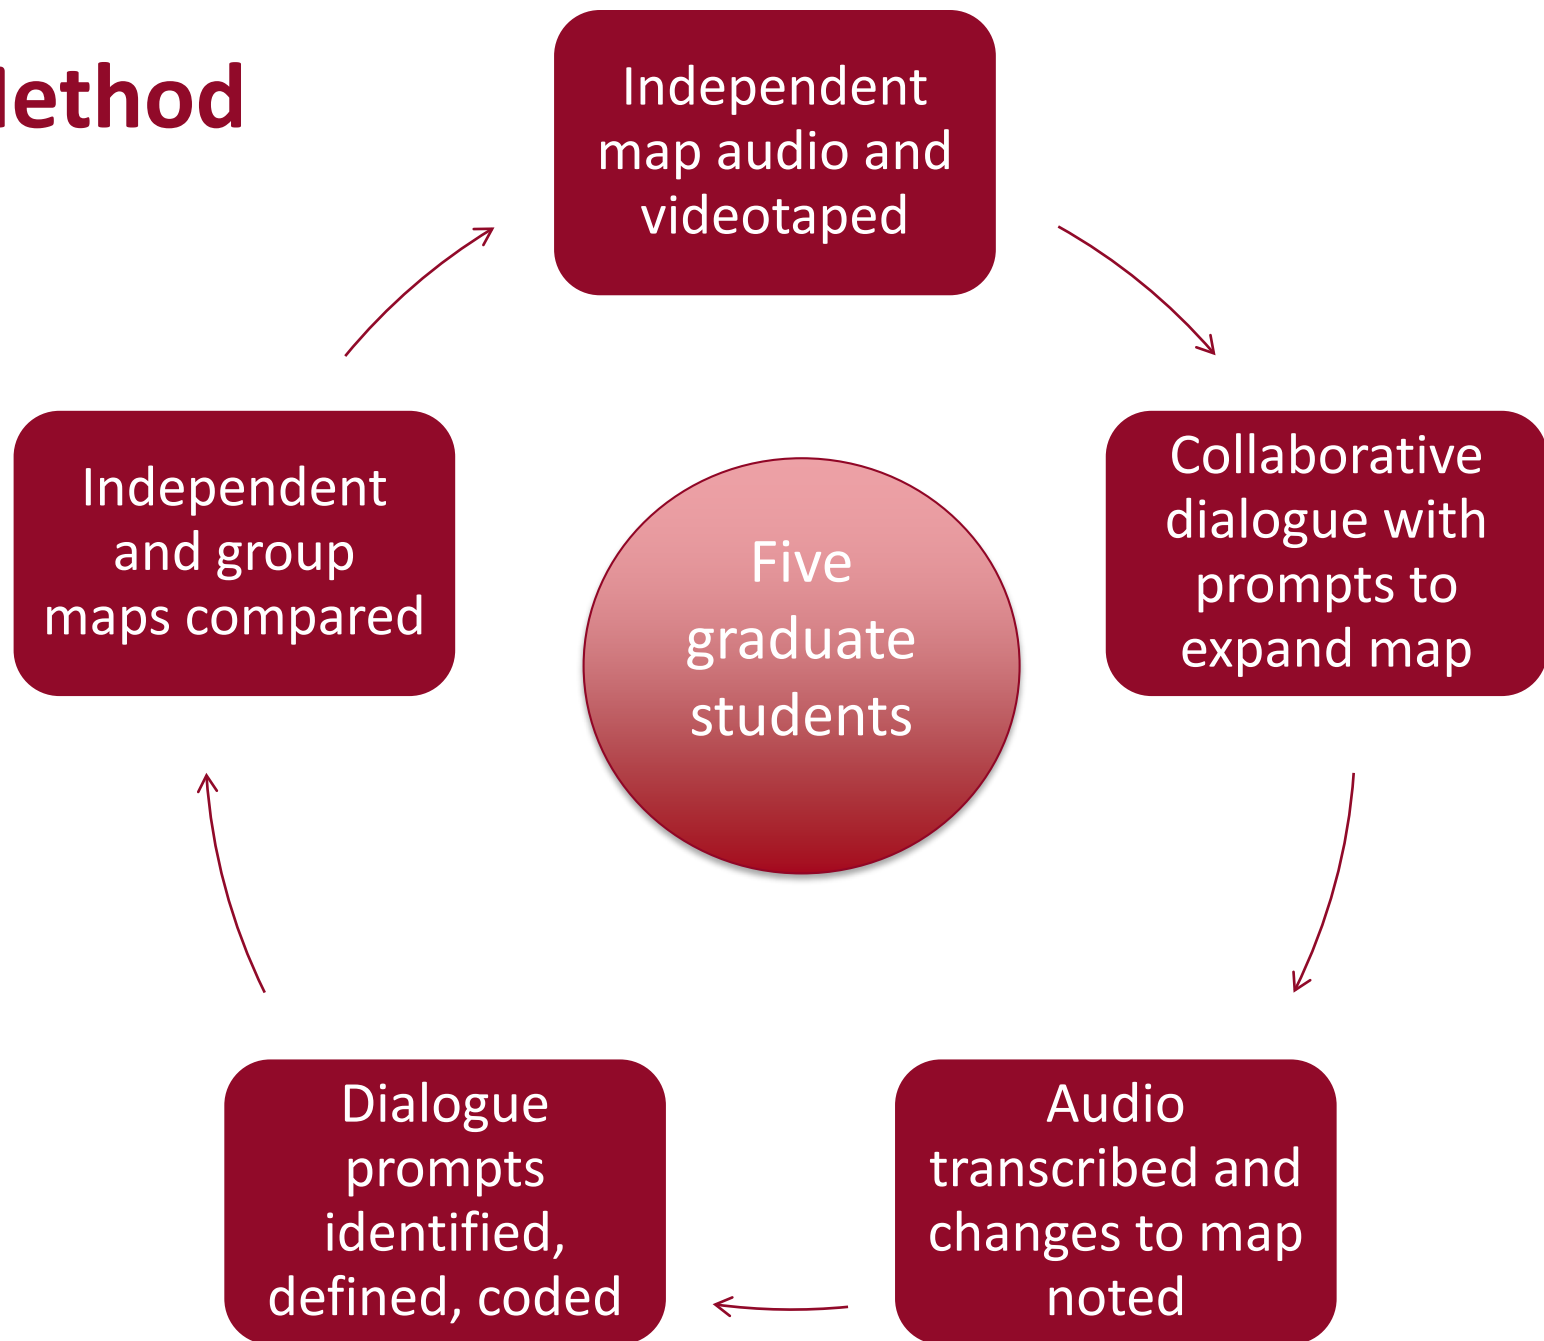 Method
Independent
map audio and
videotaped
Collaborative
dialogue with
prompts to
expand map
Audio
transcribed and
changes to map
noted
Dialogue
prompts
identified,
defined, coded
Independent
and group
maps compared
Five
graduate
students